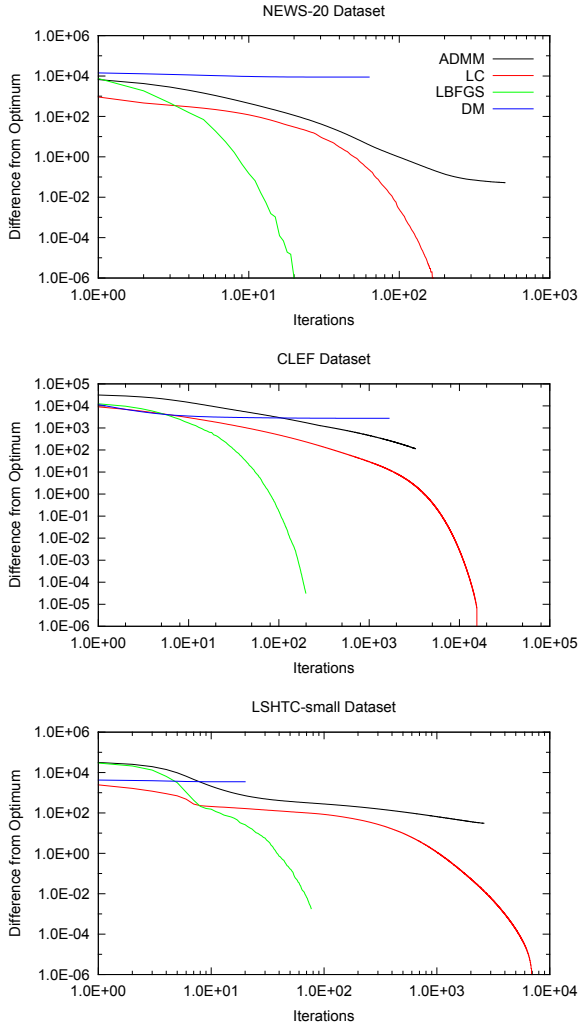 NEWS-20 Dataset
1.0E+06
1.0E+04
1.0E+02
1.0E+00
1.0E-02
1.0E-04
1.0E-06
Difference from Optimum
ADMM
LC
LBFGS
DM
1.0E+00
1.0E+01
1.0E+02
1.0E+03
Iterations
CLEF Dataset
1.0E+05
1.0E+04
1.0E+03
1.0E+02
1.0E+01
1.0E+00
1.0E-01
1.0E-02
1.0E-03
1.0E-04
1.0E-05
1.0E-06
Difference from Optimum
1.0E+00
1.0E+01
1.0E+02
1.0E+03
1.0E+04
1.0E+05
Iterations
LSHTC-small Dataset
1.0E+06
1.0E+04
1.0E+02
1.0E+00
1.0E-02
1.0E-04
1.0E-06
Difference from Optimum
1.0E+00
1.0E+01
1.0E+02
1.0E+03
1.0E+04
Iterations